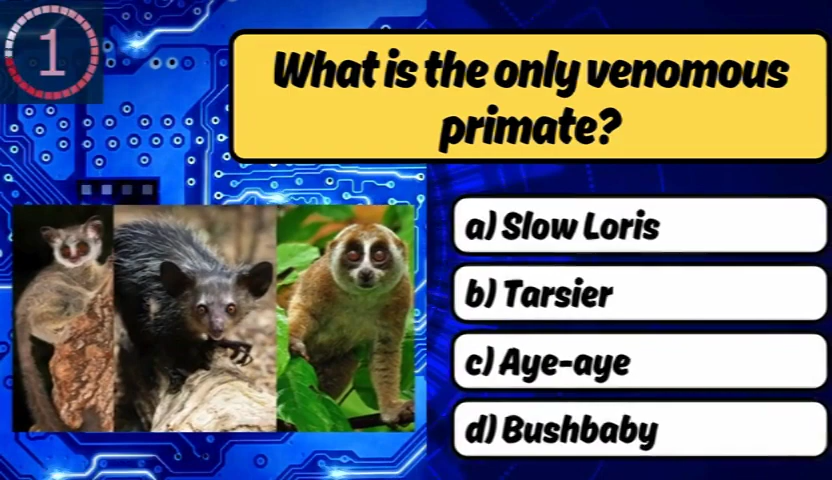 1
What is the only venomous
primate?
a) Slow Loris
b) Tarsier
c) Aye-aye
d) Bushbaby